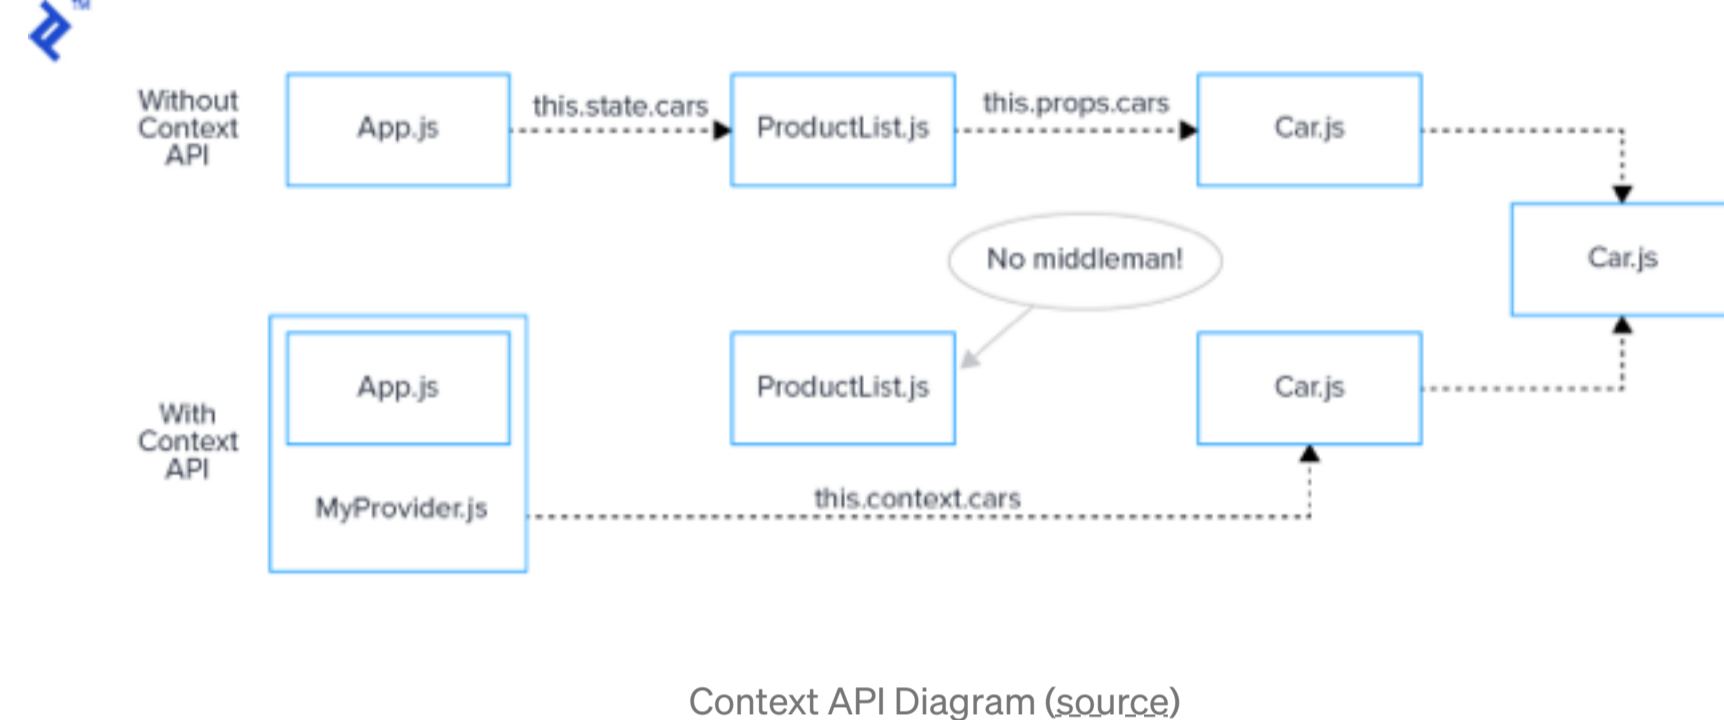 TM
Without
Context
API
App.js
this.state.cars
ProductList.js
this.props.cars
Car.js
No middleman!
Car.js
With
Context
API
App.js
MyProvider.js
ProductList.js
Car.js
this.context.cars
Context API Diagram (source)